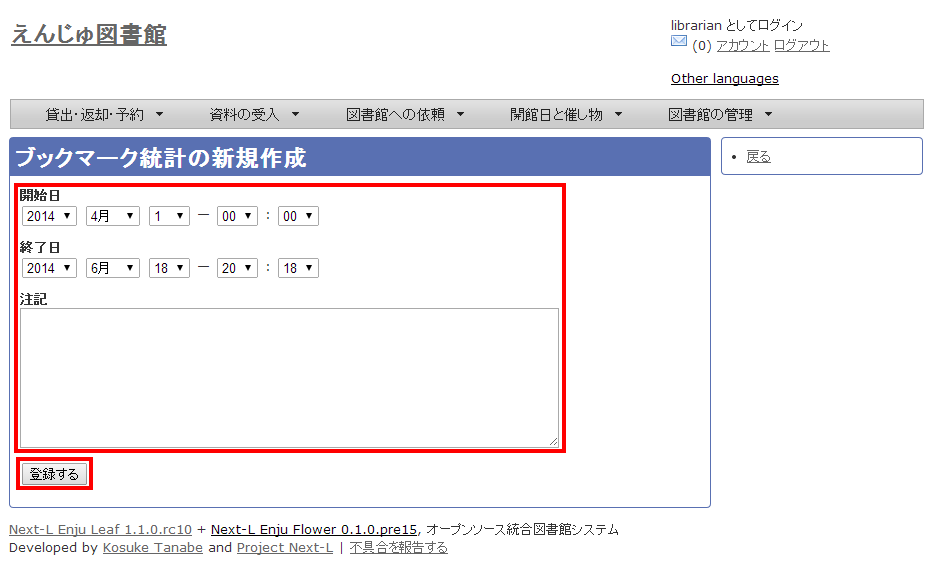 えんじゅ図書館
librarian としてログイン
(0) アカウント ログアウト
Other languages
貸出・返却・予約 ▼ 資料の受入 ▼ 図書館への依頼 ▼ 開館日と催し物 ▼ 図書館の管理 ▼
ブックマーク統計の新規作成
• 戻る
開始日
2014 ▼ 4月 ▼ 1 ▼ — 00 ▼ : 00 ▼
終了日
2014 ▼ 6月 ▼ 18 ▼ — 20 ▼ : 18 ▼
注記
登録する
Next-L Enju Leaf 1.1.0.rc10 + Next-L Enju Flower 0.1.0.pre15, オープンソース統合図書館システム
Developed by Kosuke Tanabe and Project Next-L | 不具合を報告する